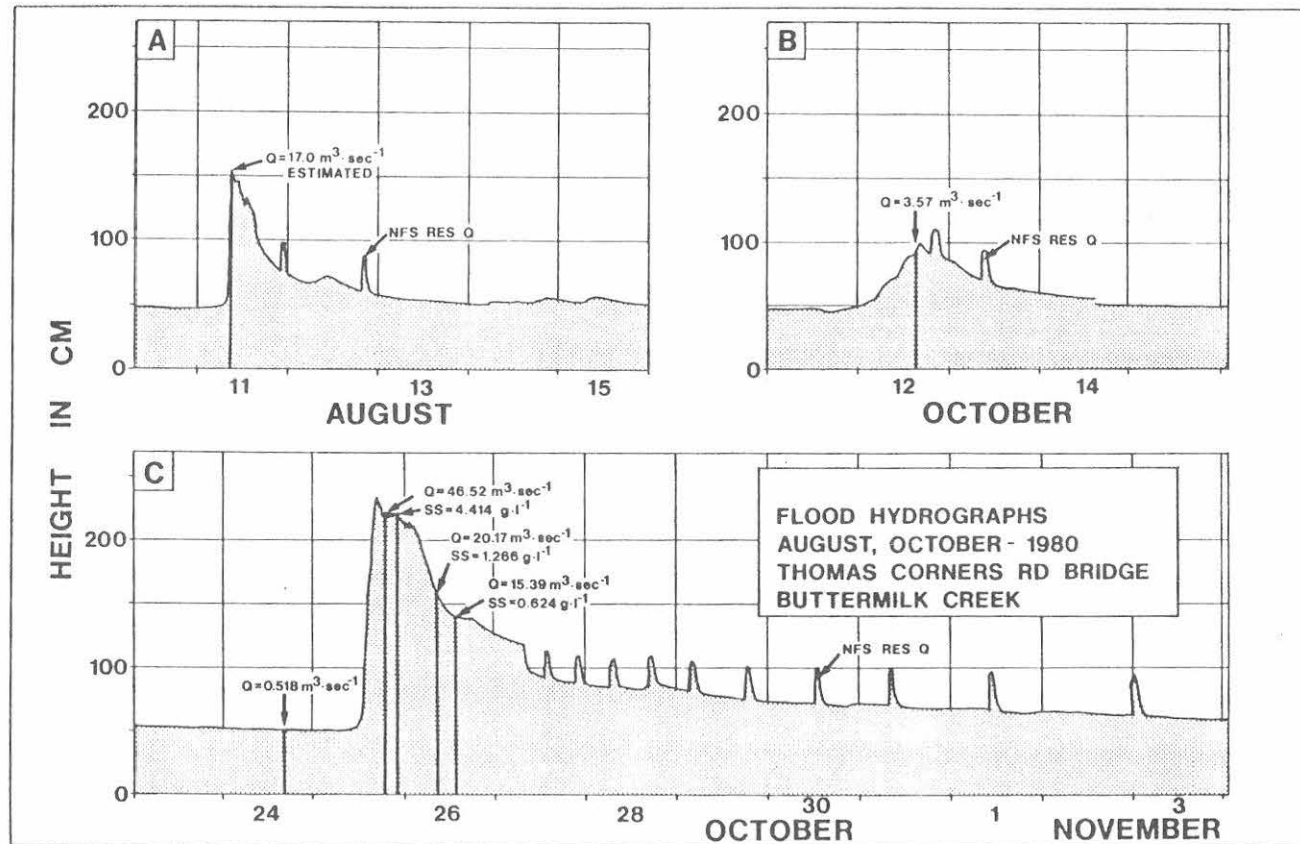 HEIGHT IN CM
A
200
100
0
Q=17.0 m³·sec⁻¹
ESTIMATED
NFS RES Q
11
13
15
AUGUST
B
200
100
0
Q=3.57 m³·sec⁻¹
NFS RES Q
12
14
OCTOBER
C
200
100
0
Q=46.52 m³·sec⁻¹
SS=4.414 g·l⁻¹
Q=20.17 m³·sec⁻¹
SS=1.266 g·l⁻¹
Q=15.39 m³·sec⁻¹
SS=0.624 g·l⁻¹
Q=0.518 m³·sec⁻¹
NFS RES Q
FLOOD HYDROGRAPHS
AUGUST, OCTOBER - 1980
THOMAS CORNERS RD BRIDGE
BUTTERMILK CREEK
24
26
28
30
1
3
OCTOBER
NOVEMBER